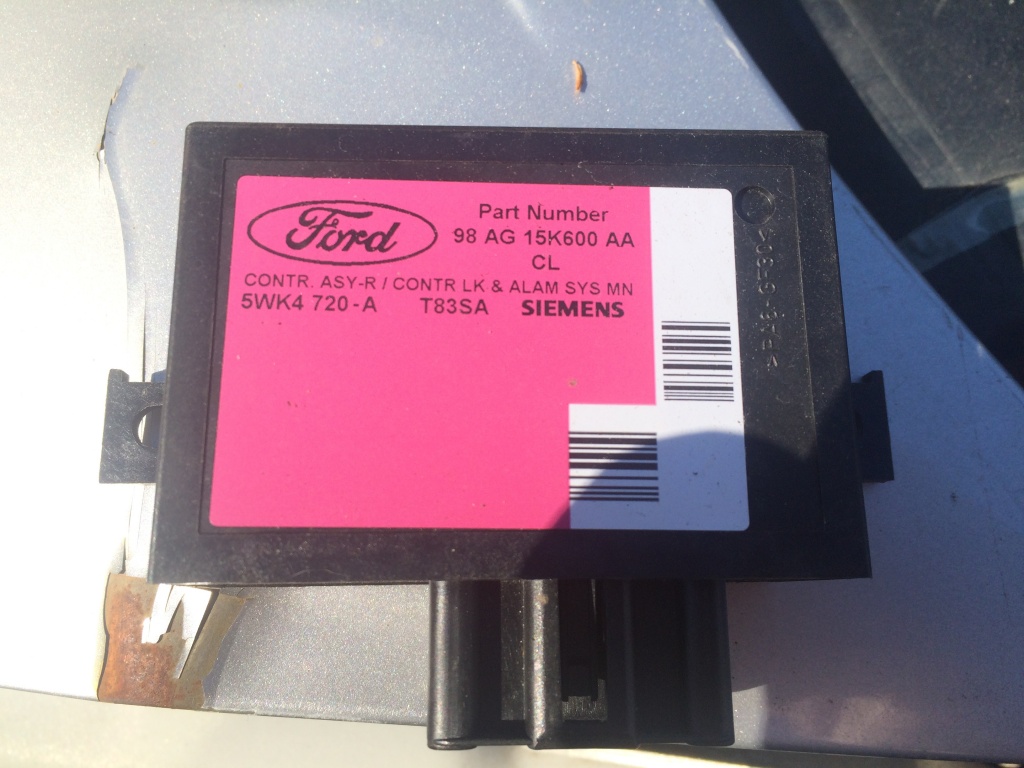 Ford
Part Number
98 AG 15K600 AA
CL
CONTR. ASY-R / CONTR LK & ALAM SYS MN
5WK4 720-A T83SA SIEMENS